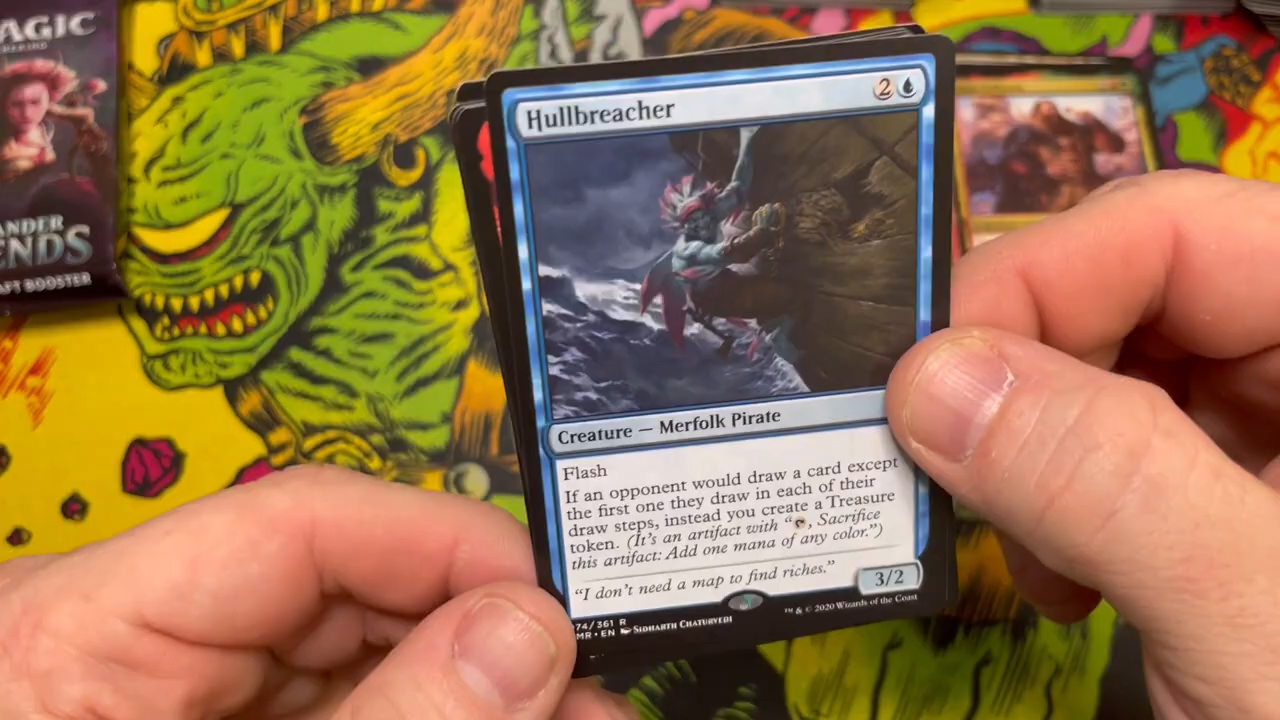 AGIC
ANDER
ENDS
AFT BOOSTER
Hullbreacher
2
Creature — Merfolk Pirate
Flash
If an opponent would draw a card except
the first one they draw in each of their
draw steps, instead you create a Treasure
token. (It's an artifact with “, Sacrifice
this artifact: Add one mana of any color.”)
“I don't need a map to find riches.”
3/2
74/361 R
MR • EN SIDHARTH CHATURVEDI
™ & © 2020 Wizards of the Coast